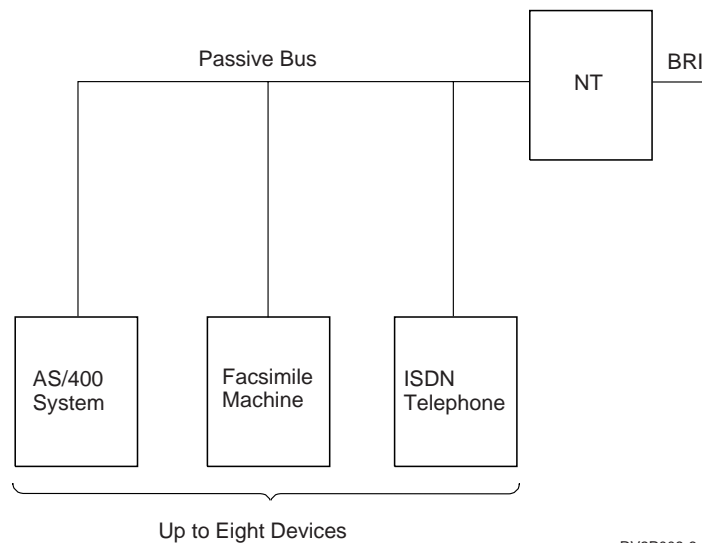 Passive Bus
BRI
NT
AS/400
System
Facsimile
Machine
ISDN
Telephone
Up to Eight Devices